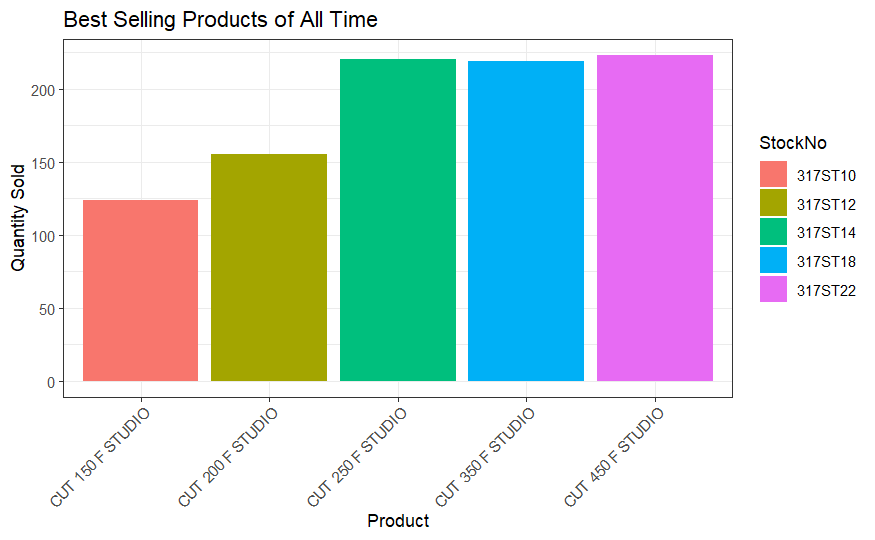 Best Selling Products of All Time
Quantity Sold
200
150
100
50
0
CUT 150 F STUDIO
CUT 200 F STUDIO
CUT 250 F STUDIO
CUT 350 F STUDIO
CUT 450 F STUDIO
Product
StockNo
317ST10
317ST12
317ST14
317ST18
317ST22